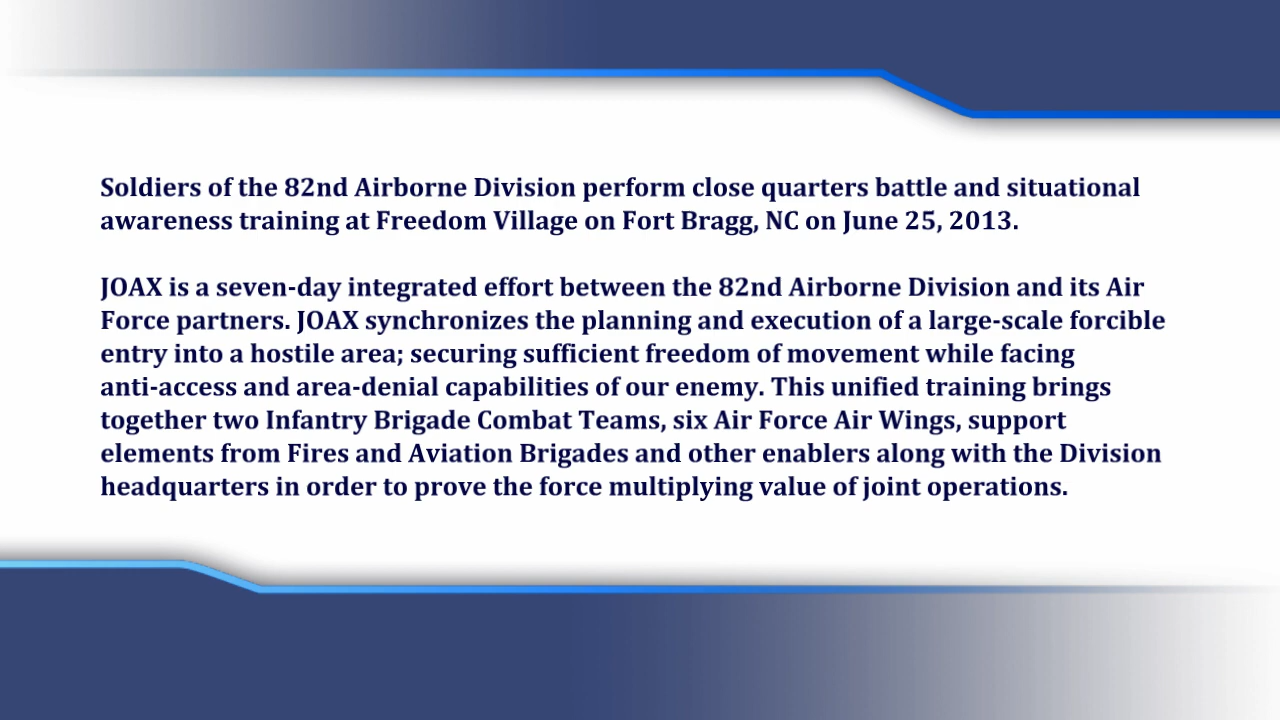 Soldiers of the 82nd Airborne Division perform close quarters battle and situational
awareness training at Freedom Village on Fort Bragg, NC on June 25, 2013.
JOAX is a seven-day integrated effort between the 82nd Airborne Division and its Air
Force partners. JOAX synchronizes the planning and execution of a large-scale forcible
entry into a hostile area; securing sufficient freedom of movement while facing
anti-access and area-denial capabilities of our enemy. This unified training brings
together two Infantry Brigade Combat Teams, six Air Force Air Wings, support
elements from Fires and Aviation Brigades and other enablers along with the Division
headquarters in order to prove the force multiplying value of joint operations.